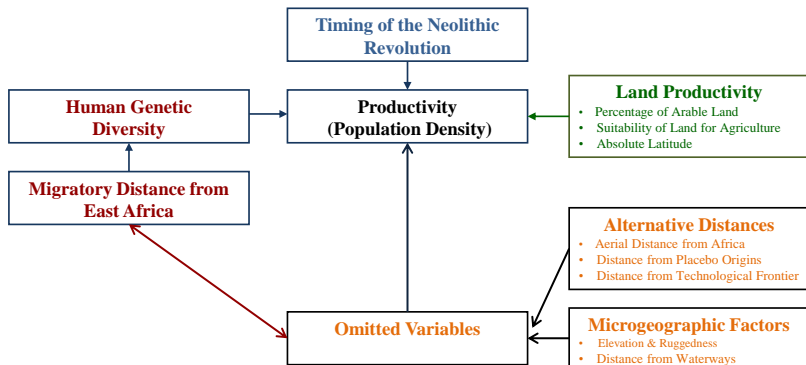 Timing of the Neolithic
Revolution
Human Genetic
Diversity
Productivity
(Population Density)
Land Productivity
• Percentage of Arable Land
• Suitability of Land for Agriculture
• Absolute Latitude
Migratory Distance from
East Africa
Alternative Distances
• Aerial Distance from Africa
• Distance from Placebo Origins
• Distance from Technological Frontier
Omitted Variables
Microgeographic Factors
• Elevation & Ruggedness
• Distance from Waterways